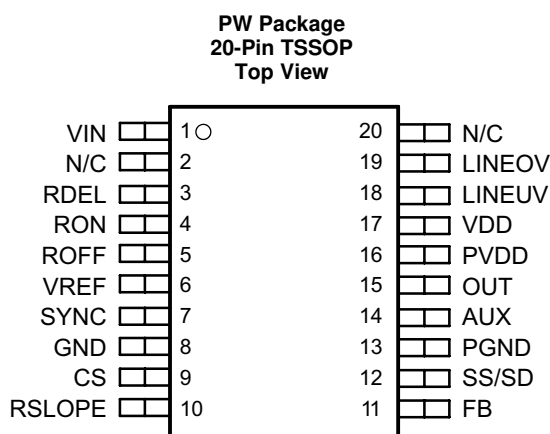 PW Package
20-Pin TSSOP
Top View
VIN 1 20 N/C
N/C 2 19 LINEOV
RDEL 3 18 LINEUV
RON 4 17 VDD
ROFF 5 16 PVDD
VREF 6 15 OUT
SYNC 7 14 AUX
GND 8 13 PGND
CS 9 12 SS/SD
RSLOPE 10 11 FB